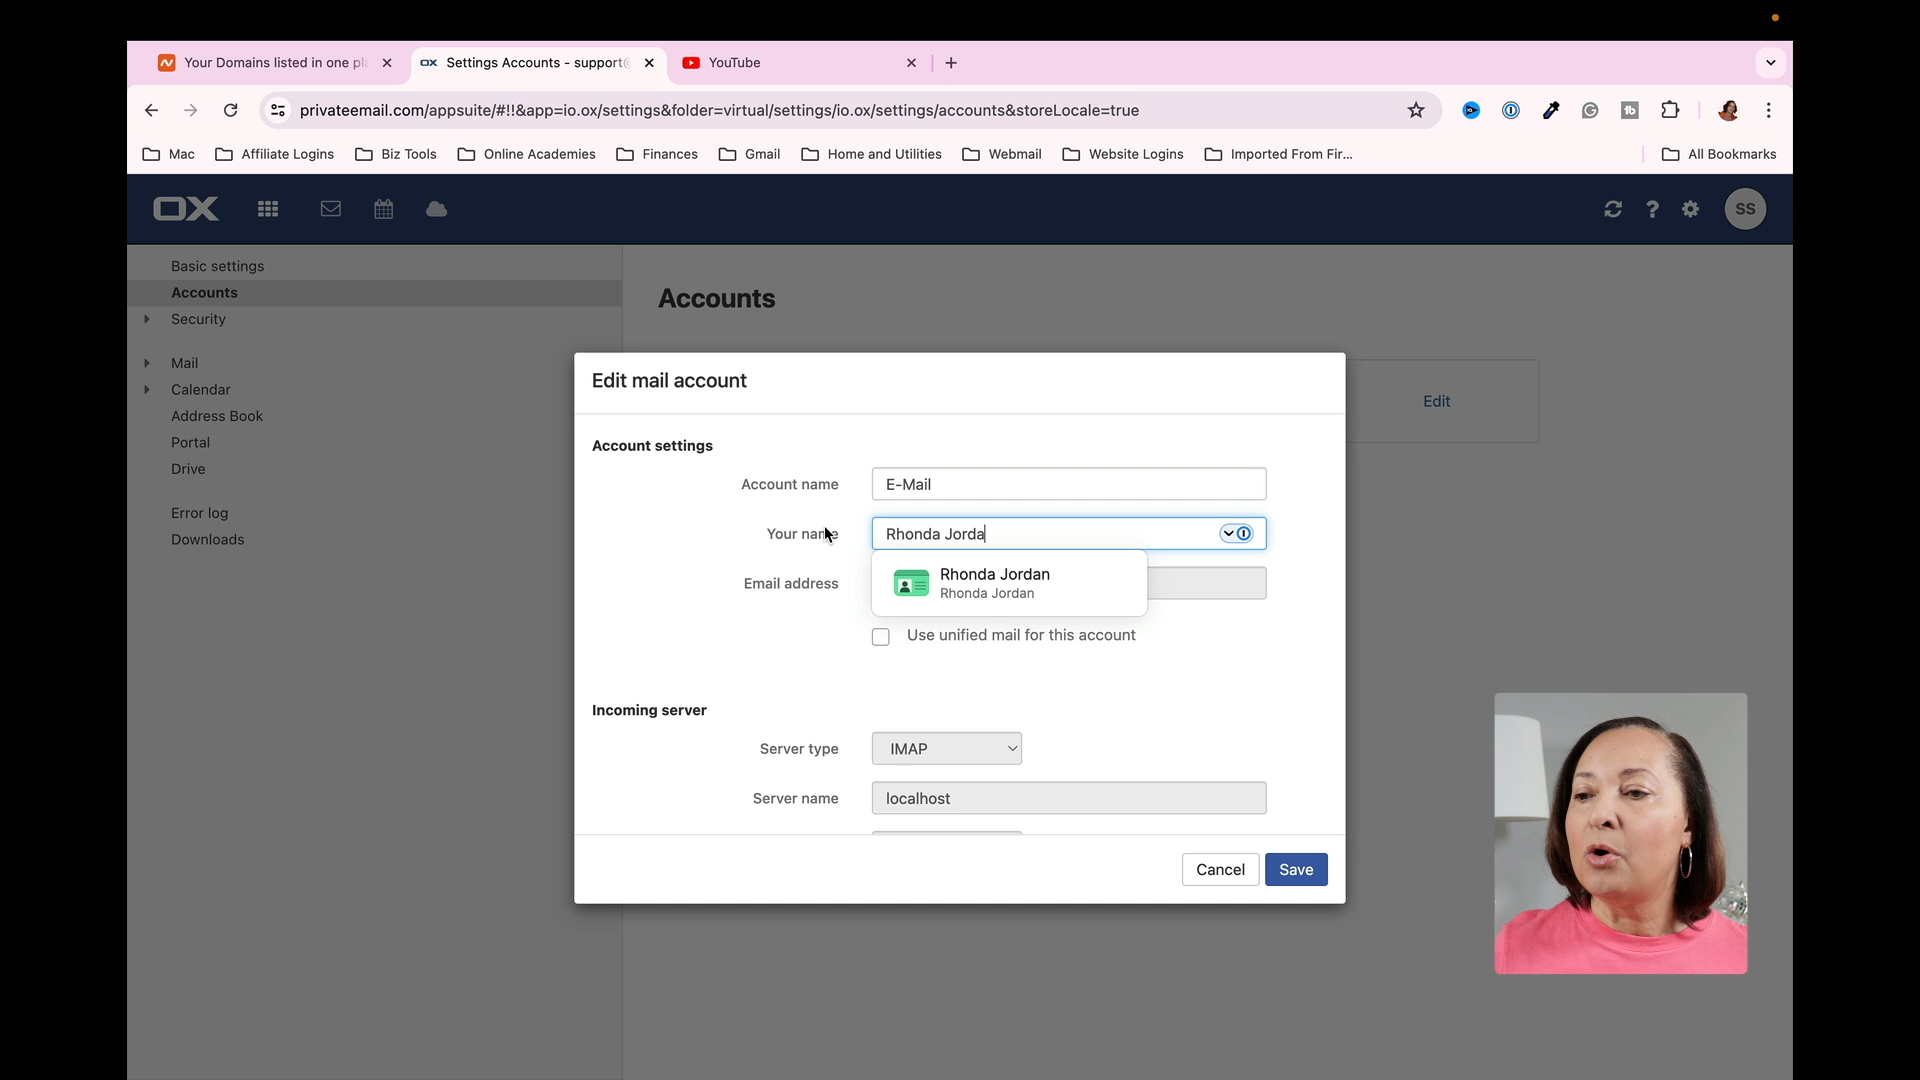 Your Domains listed in one pl
Settings Accounts - support@
YouTube
privateemail.com/appsuite/#!!&app=io.ox/settings&folder=virtual/settings/io.ox/settings/accounts&storeLocale=true
Mac
Affiliate Logins
Biz Tools
Online Academies
Finances
Gmail
Home and Utilities
Webmail
Website Logins
Imported From Fir...
All Bookmarks
OX
SS
Basic settings
Accounts
Security
Mail
Calendar
Address Book
Portal
Drive
Error log
Downloads
Accounts
Edit
Edit mail account
Account settings
Account name
E-Mail
Your name
Rhonda Jorda
Rhonda Jordan
Rhonda Jordan
Email address
Use unified mail for this account
Incoming server
Server type
IMAP
Server name
localhost
Cancel
Save